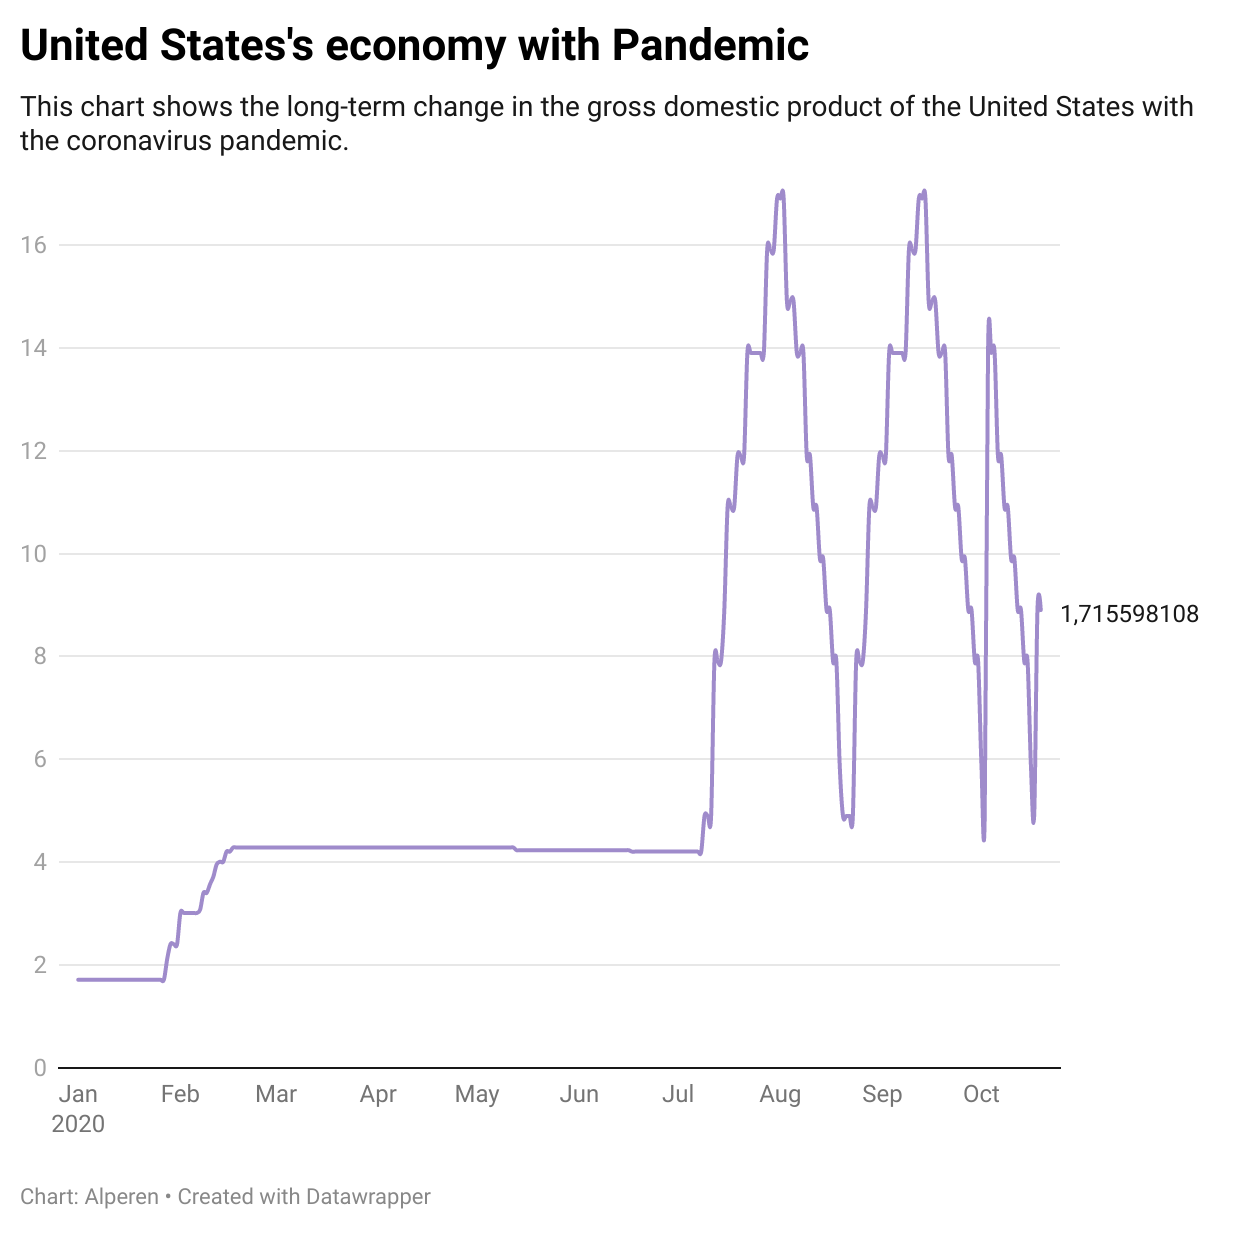 United States's economy with Pandemic
This chart shows the long-term change in the gross domestic product of the United States with
the coronavirus pandemic.
16
14
12
10
8
1,715598108
6
4
2
0
Jan Feb Mar Apr May Jun Jul Aug Sep Oct
2020
Chart: Alperen • Created with Datawrapper